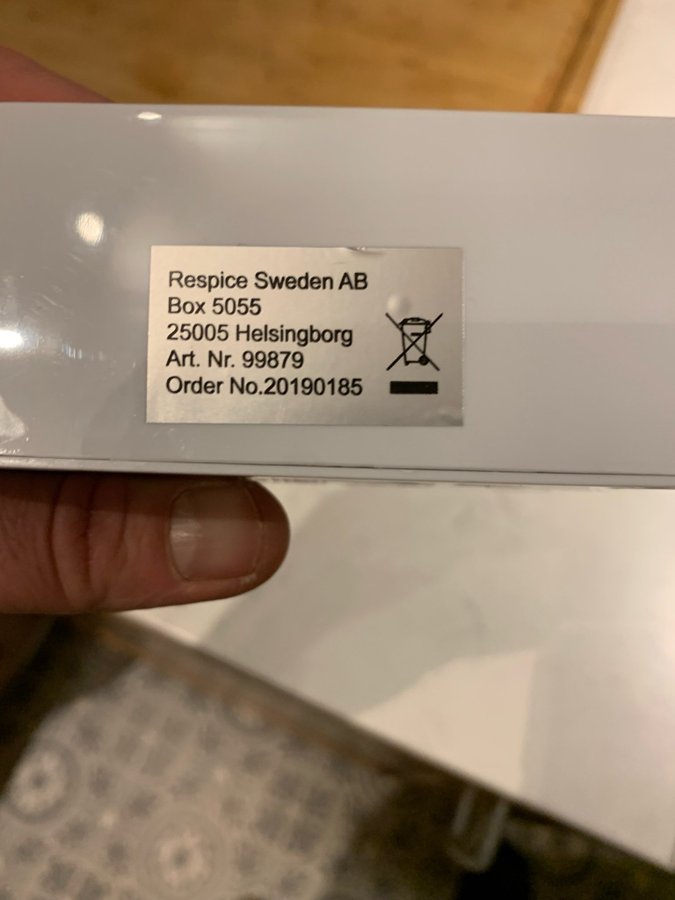 Respice Sweden AB
Box 5055
25005 Helsingborg
Art. Nr. 99879
Order No.20190185